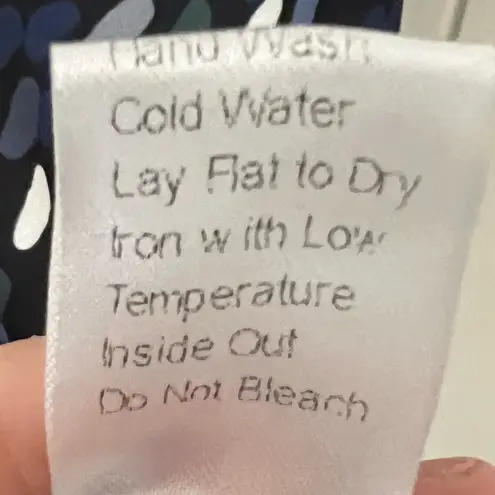 Hand Wash
Cold Water
Lay Flat to Dry
Iron with Low
Temperature
Inside Out
Do Not Bleach